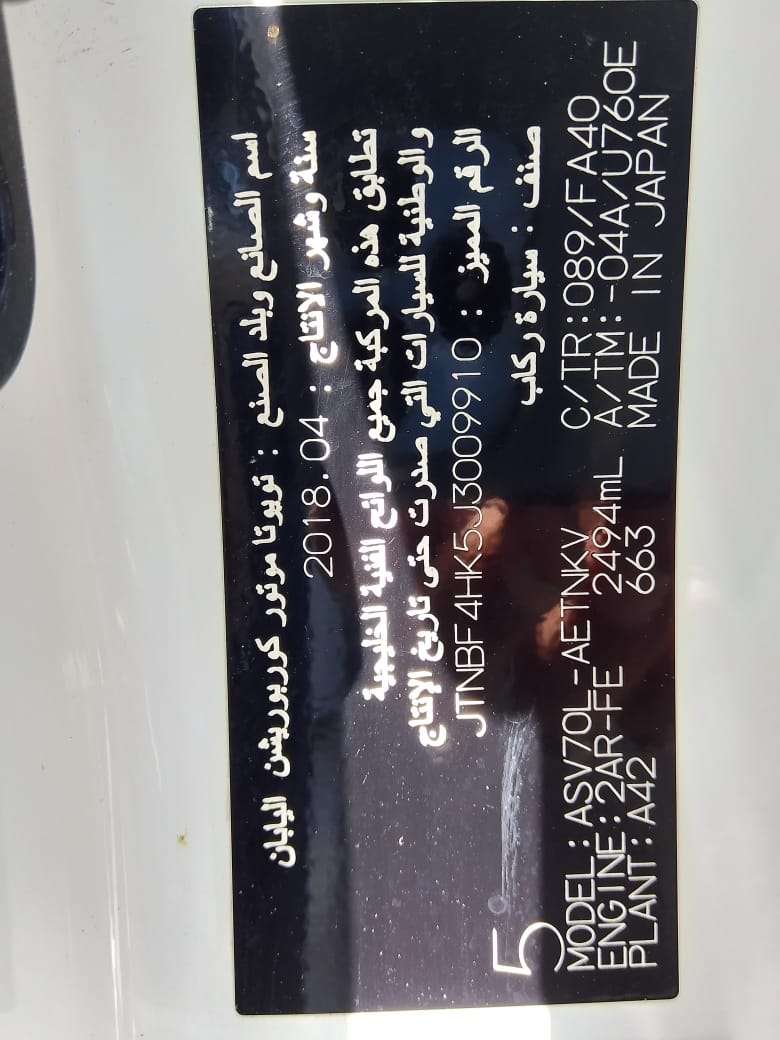 اسم الصانع وبلد الصنع : تويوتا موتور كوربوريشن اليابان
سنة وشهر الانتاج : 2018.04
تطابق هذه المركبة جميع اللوائح الفنية الخليجية
والوطنية للسيارات التي صدرت حتى تاريخ الإنتاج
الرقم المميز : JTNBF4HK5J3009910
صنف : سيارة ركاب
5
MODEL:ASV70L-AETNKV C/TR:089/FA40
ENGINE:2AR-FE 2494mL A/TM:-04A/U760E
PLANT:A42 663 MADE IN JAPAN